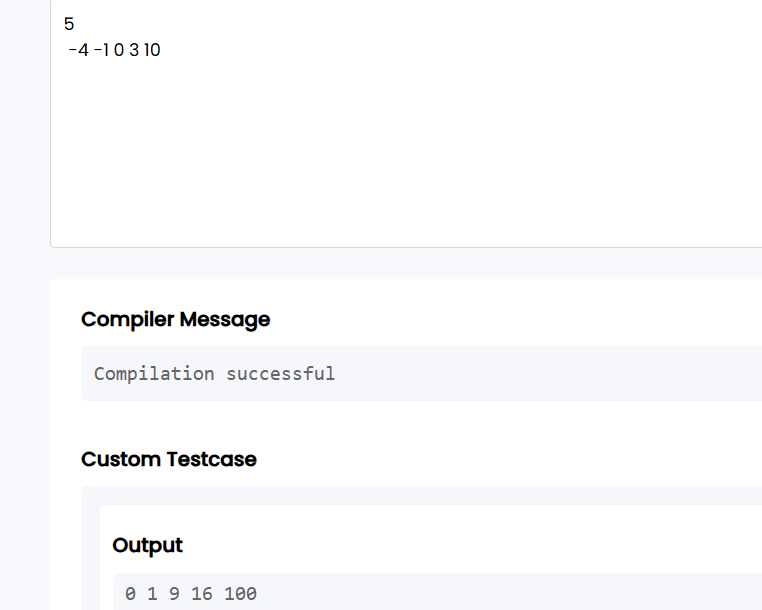 5
-4 -1 0 3 10
Compiler Message
Compilation successful
Custom Testcase
Output
0 1 9 16 100